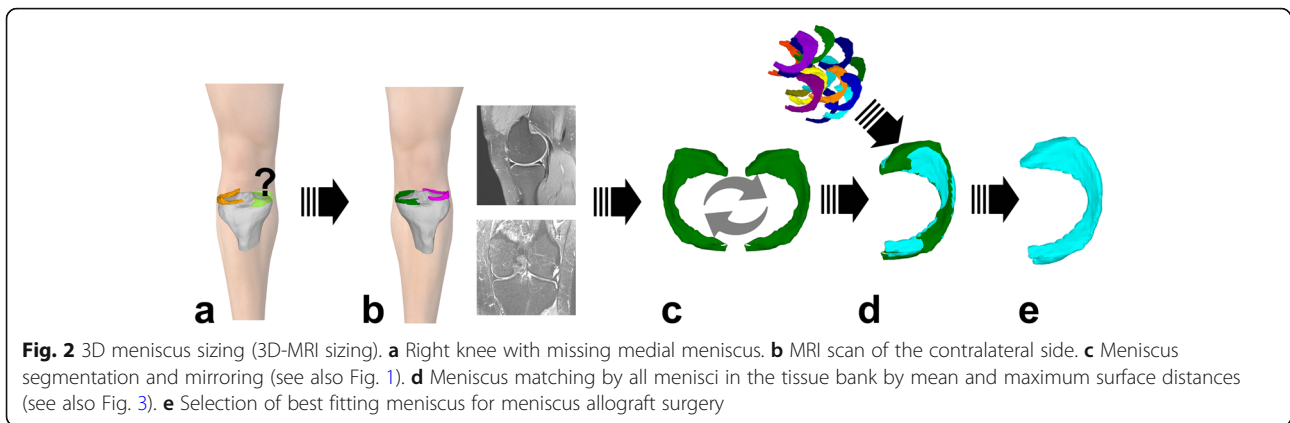 ?
a b c d e
Fig. 2 3D meniscus sizing (3D-MRI sizing). a Right knee with missing medial meniscus. b MRI scan of the contralateral side. c Meniscus
segmentation and mirroring (see also Fig. 1). d Meniscus matching by all menisci in the tissue bank by mean and maximum surface distances
(see also Fig. 3). e Selection of best fitting meniscus for meniscus allograft surgery